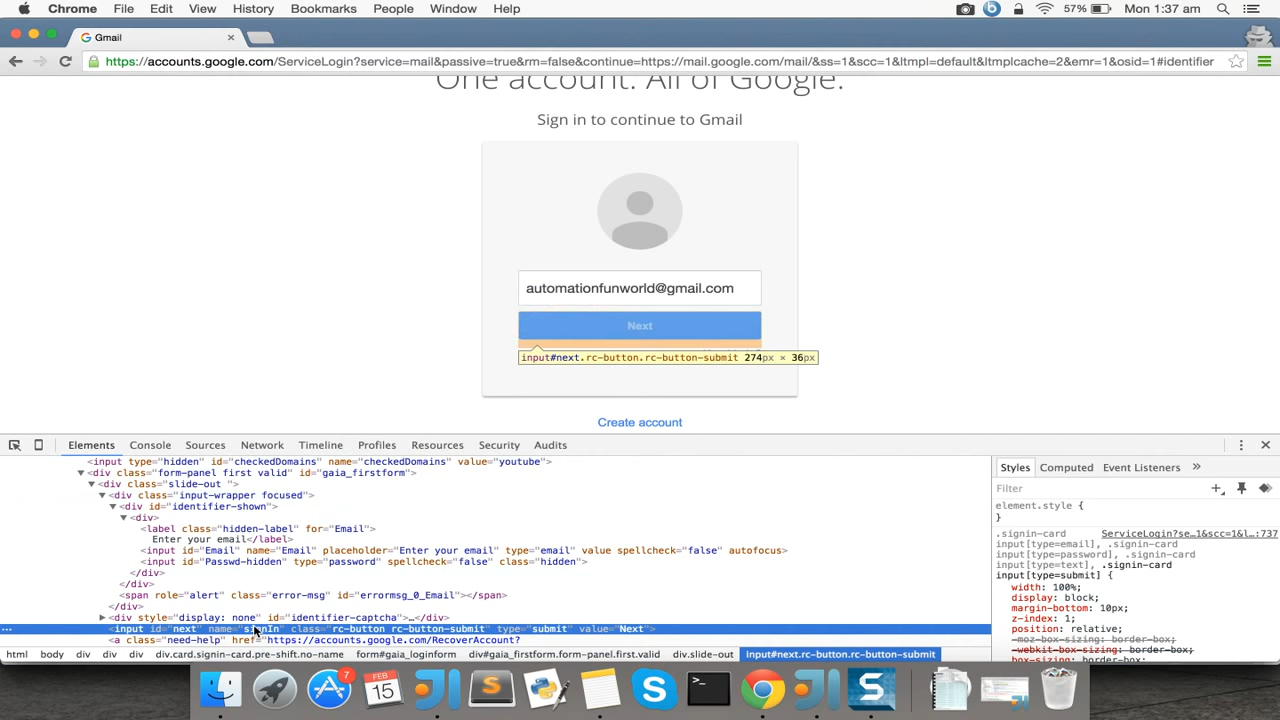 Chrome File Edit View History Bookmarks People Window Help 57% Mon 1:37 am
Gmail
https://accounts.google.com/ServiceLogin?service=mail&passive=true&rm=false&continue=https://mail.google.com/mail/&ss=1&scc=1&ltmpl=default&ltmplcache=2&emr=1&osid=1#identifier
One account. All of Google.
Sign in to continue to Gmail
automationfunworld@gmail.com
Next
input#next.rc-button.rc-button-submit 274px × 36px
Create account
Elements Console Sources Network Timeline Profiles Resources Security Audits
<input type="hidden" id="checkedDomains" name="checkedDomains" value="youtube">
<div class="form-panel first valid" id="gaia_firstform">
<div class="slide-out ">
<div class="input-wrapper focused">
<div id="identifier-shown">
<div>
<label class="hidden-label" for="Email">
Enter your email</label>
<input id="Email" name="Email" placeholder="Enter your email" type="email" value spellcheck="false" autofocus>
<input id="Passwd-hidden" type="password" spellcheck="false" class="hidden">
</div>
</div>
<span role="alert" class="error-msg" id="errormsg_0_Email"></span>
</div>
<div style="display: none" id="identifier-captcha">…</div>
<input id="next" name="signIn" class="rc-button rc-button-submit" type="submit" value="Next">
<a class="need-help" href="https://accounts.google.com/RecoverAccount?
html body div div div div.card.signin-card.pre-shift.no-name form#gaia_loginform div#gaia_firstform.form-panel.first.valid div.slide-out input#next.rc-button.rc-button-submit
Styles Computed Event Listeners »
Filter
element.style {
}
.signin-card ServiceLogin?se…1&scc=1&l…:737
input[type=email], .signin-card
input[type=password], .signin-card
input[type=text], .signin-card
input[type=submit] {
width: 100%;
display: block;
margin-bottom: 10px;
z-index: 1;
position: relative;
-moz-box-sizing: border-box;
-webkit-box-sizing: border-box;
box-sizing: border-box;
FEB
15
7
S
>_
S